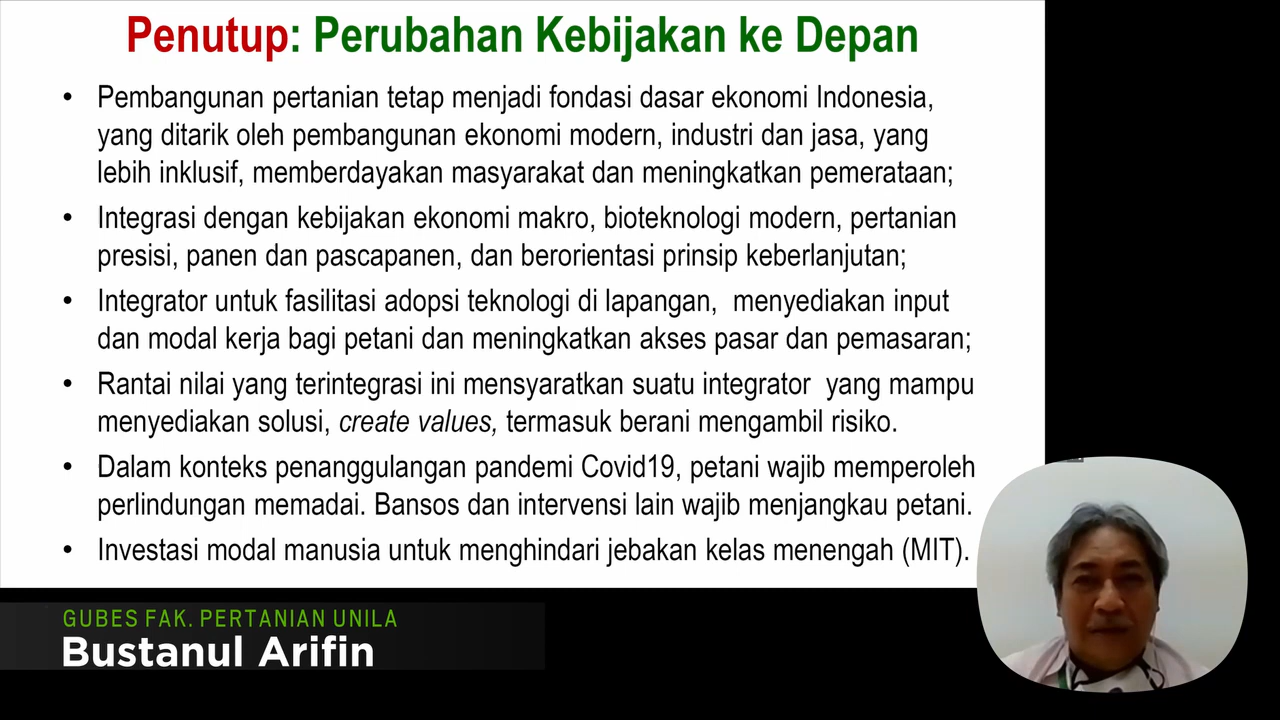 Penutup: Perubahan Kebijakan ke Depan
• Pembangunan pertanian tetap menjadi fondasi dasar ekonomi Indonesia,
yang ditarik oleh pembangunan ekonomi modern, industri dan jasa, yang
lebih inklusif, memberdayakan masyarakat dan meningkatkan pemerataan;
• Integrasi dengan kebijakan ekonomi makro, bioteknologi modern, pertanian
presisi, panen dan pascapanen, dan berorientasi prinsip keberlanjutan;
• Integrator untuk fasilitasi adopsi teknologi di lapangan,  menyediakan input
dan modal kerja bagi petani dan meningkatkan akses pasar dan pemasaran;
• Rantai nilai yang terintegrasi ini mensyaratkan suatu integrator  yang mampu
menyediakan solusi, create values, termasuk berani mengambil risiko.
• Dalam konteks penanggulangan pandemi Covid19, petani wajib memperoleh
perlindungan memadai. Bansos dan intervensi lain wajib menjangkau petani.
• Investasi modal manusia untuk menghindari jebakan kelas menengah (MIT).
GUBES FAK. PERTANIAN UNILA
Bustanul Arifin